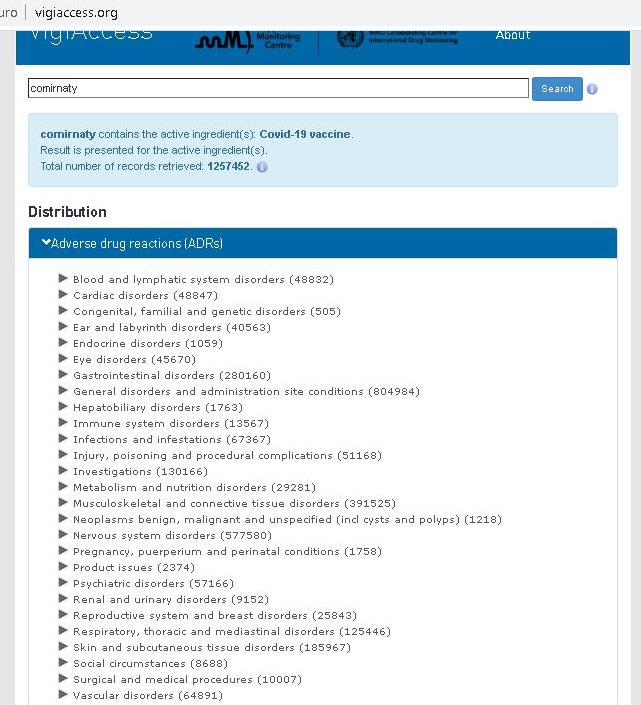 uro vigiaccess.org
VigiAccess
Monitoring
Centre
WHO Collaborating Centre for
International Drug Monitoring
About
comirnaty
Search
comirnaty contains the active ingredient(s): Covid-19 vaccine.
Result is presented for the active ingredient(s).
Total number of records retrieved: 1257452.
Distribution
Adverse drug reactions (ADRs)
Blood and lymphatic system disorders (48832)
Cardiac disorders (48847)
Congenital, familial and genetic disorders (505)
Ear and labyrinth disorders (40563)
Endocrine disorders (1059)
Eye disorders (45670)
Gastrointestinal disorders (280160)
General disorders and administration site conditions (804984)
Hepatobiliary disorders (1763)
Immune system disorders (13567)
Infections and infestations (67367)
Injury, poisoning and procedural complications (51168)
Investigations (130166)
Metabolism and nutrition disorders (29281)
Musculoskeletal and connective tissue disorders (391525)
Neoplasms benign, malignant and unspecified (incl cysts and polyps) (1218)
Nervous system disorders (577580)
Pregnancy, puerperium and perinatal conditions (1758)
Product issues (2374)
Psychiatric disorders (57166)
Renal and urinary disorders (9152)
Reproductive system and breast disorders (25843)
Respiratory, thoracic and mediastinal disorders (125446)
Skin and subcutaneous tissue disorders (185967)
Social circumstances (8688)
Surgical and medical procedures (10007)
Vascular disorders (64891)